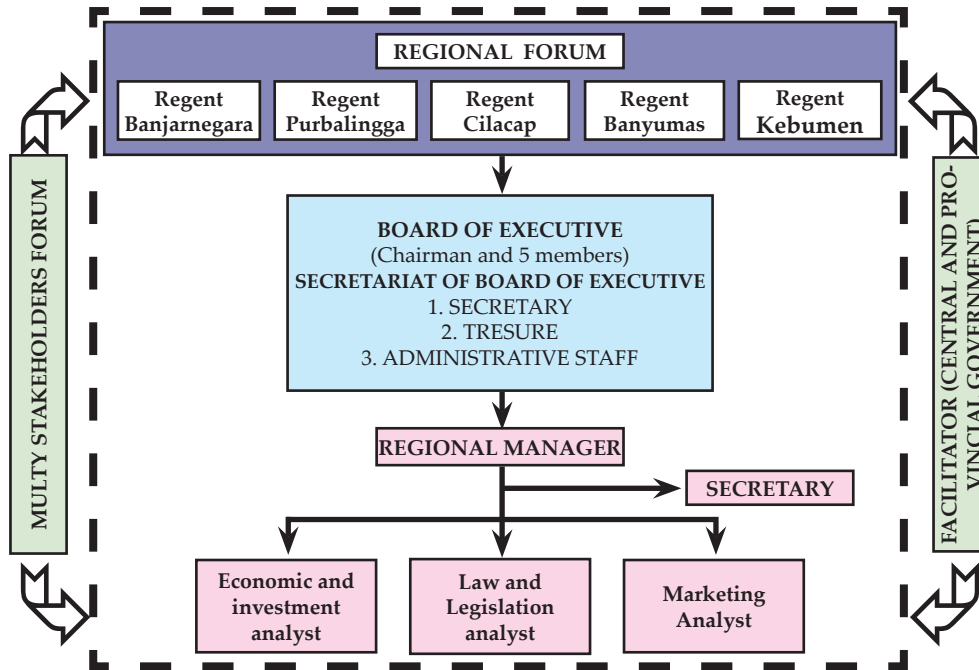 REGIONAL FORUM
Regent
Banjarnegara
Regent
Purbalingga
Regent
Cilacap
Regent
Banyumas
Regent
Kebumen
MULTY STAKEHOLDERS FORUM
BOARD OF EXECUTIVE
(Chairman and 5 members)
SECRETARIAT OF BOARD OF EXECUTIVE
1. SECRETARY
2. TRESURE
3. ADMINISTRATIVE STAFF
FACILITATOR (CENTRAL AND PRO-
VINCIAL GOVERNMENT)
REGIONAL MANAGER
SECRETARY
Economic and
investment
analyst
Law and
Legislation
analyst
Marketing
Analyst